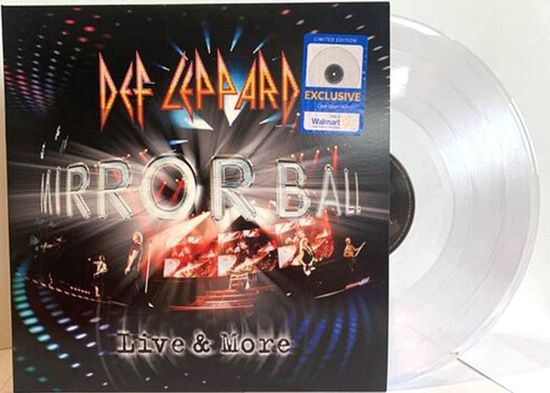 DEF LEPPARD
MIRROR BALL
Live & More
LIMITED EDITION
EXCLUSIVE
Walmart